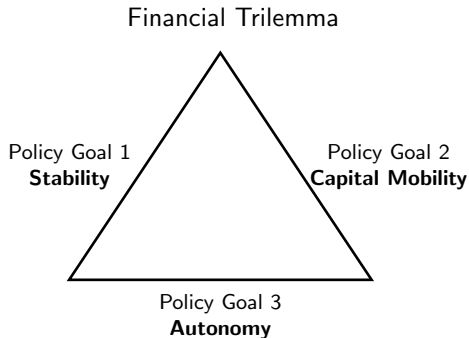 Financial Trilemma
Policy Goal 1
Stability
Policy Goal 2
Capital Mobility
Policy Goal 3
Autonomy